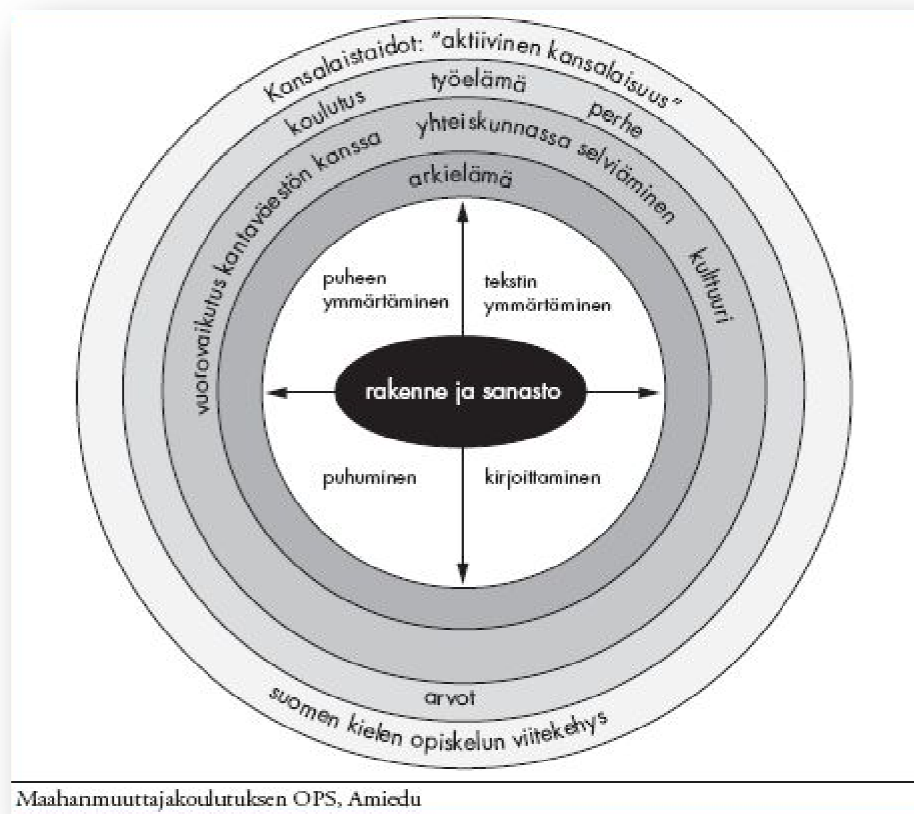 Kansalaistaidot: "aktiivinen kansalaisuus"
koulutus työelämä perhe
vuorovaikutus kantaväestön kanssa yhteiskunnassa selviäminen kulttuuri
arkielämä
puheen
ymmärtäminen
tekstin
ymmärtäminen
rakenne ja sanasto
puhuminen
kirjoittaminen
arvot
suomen kielen opiskelun viitekehys
Maahanmuuttajakoulutuksen OPS, Amiedu